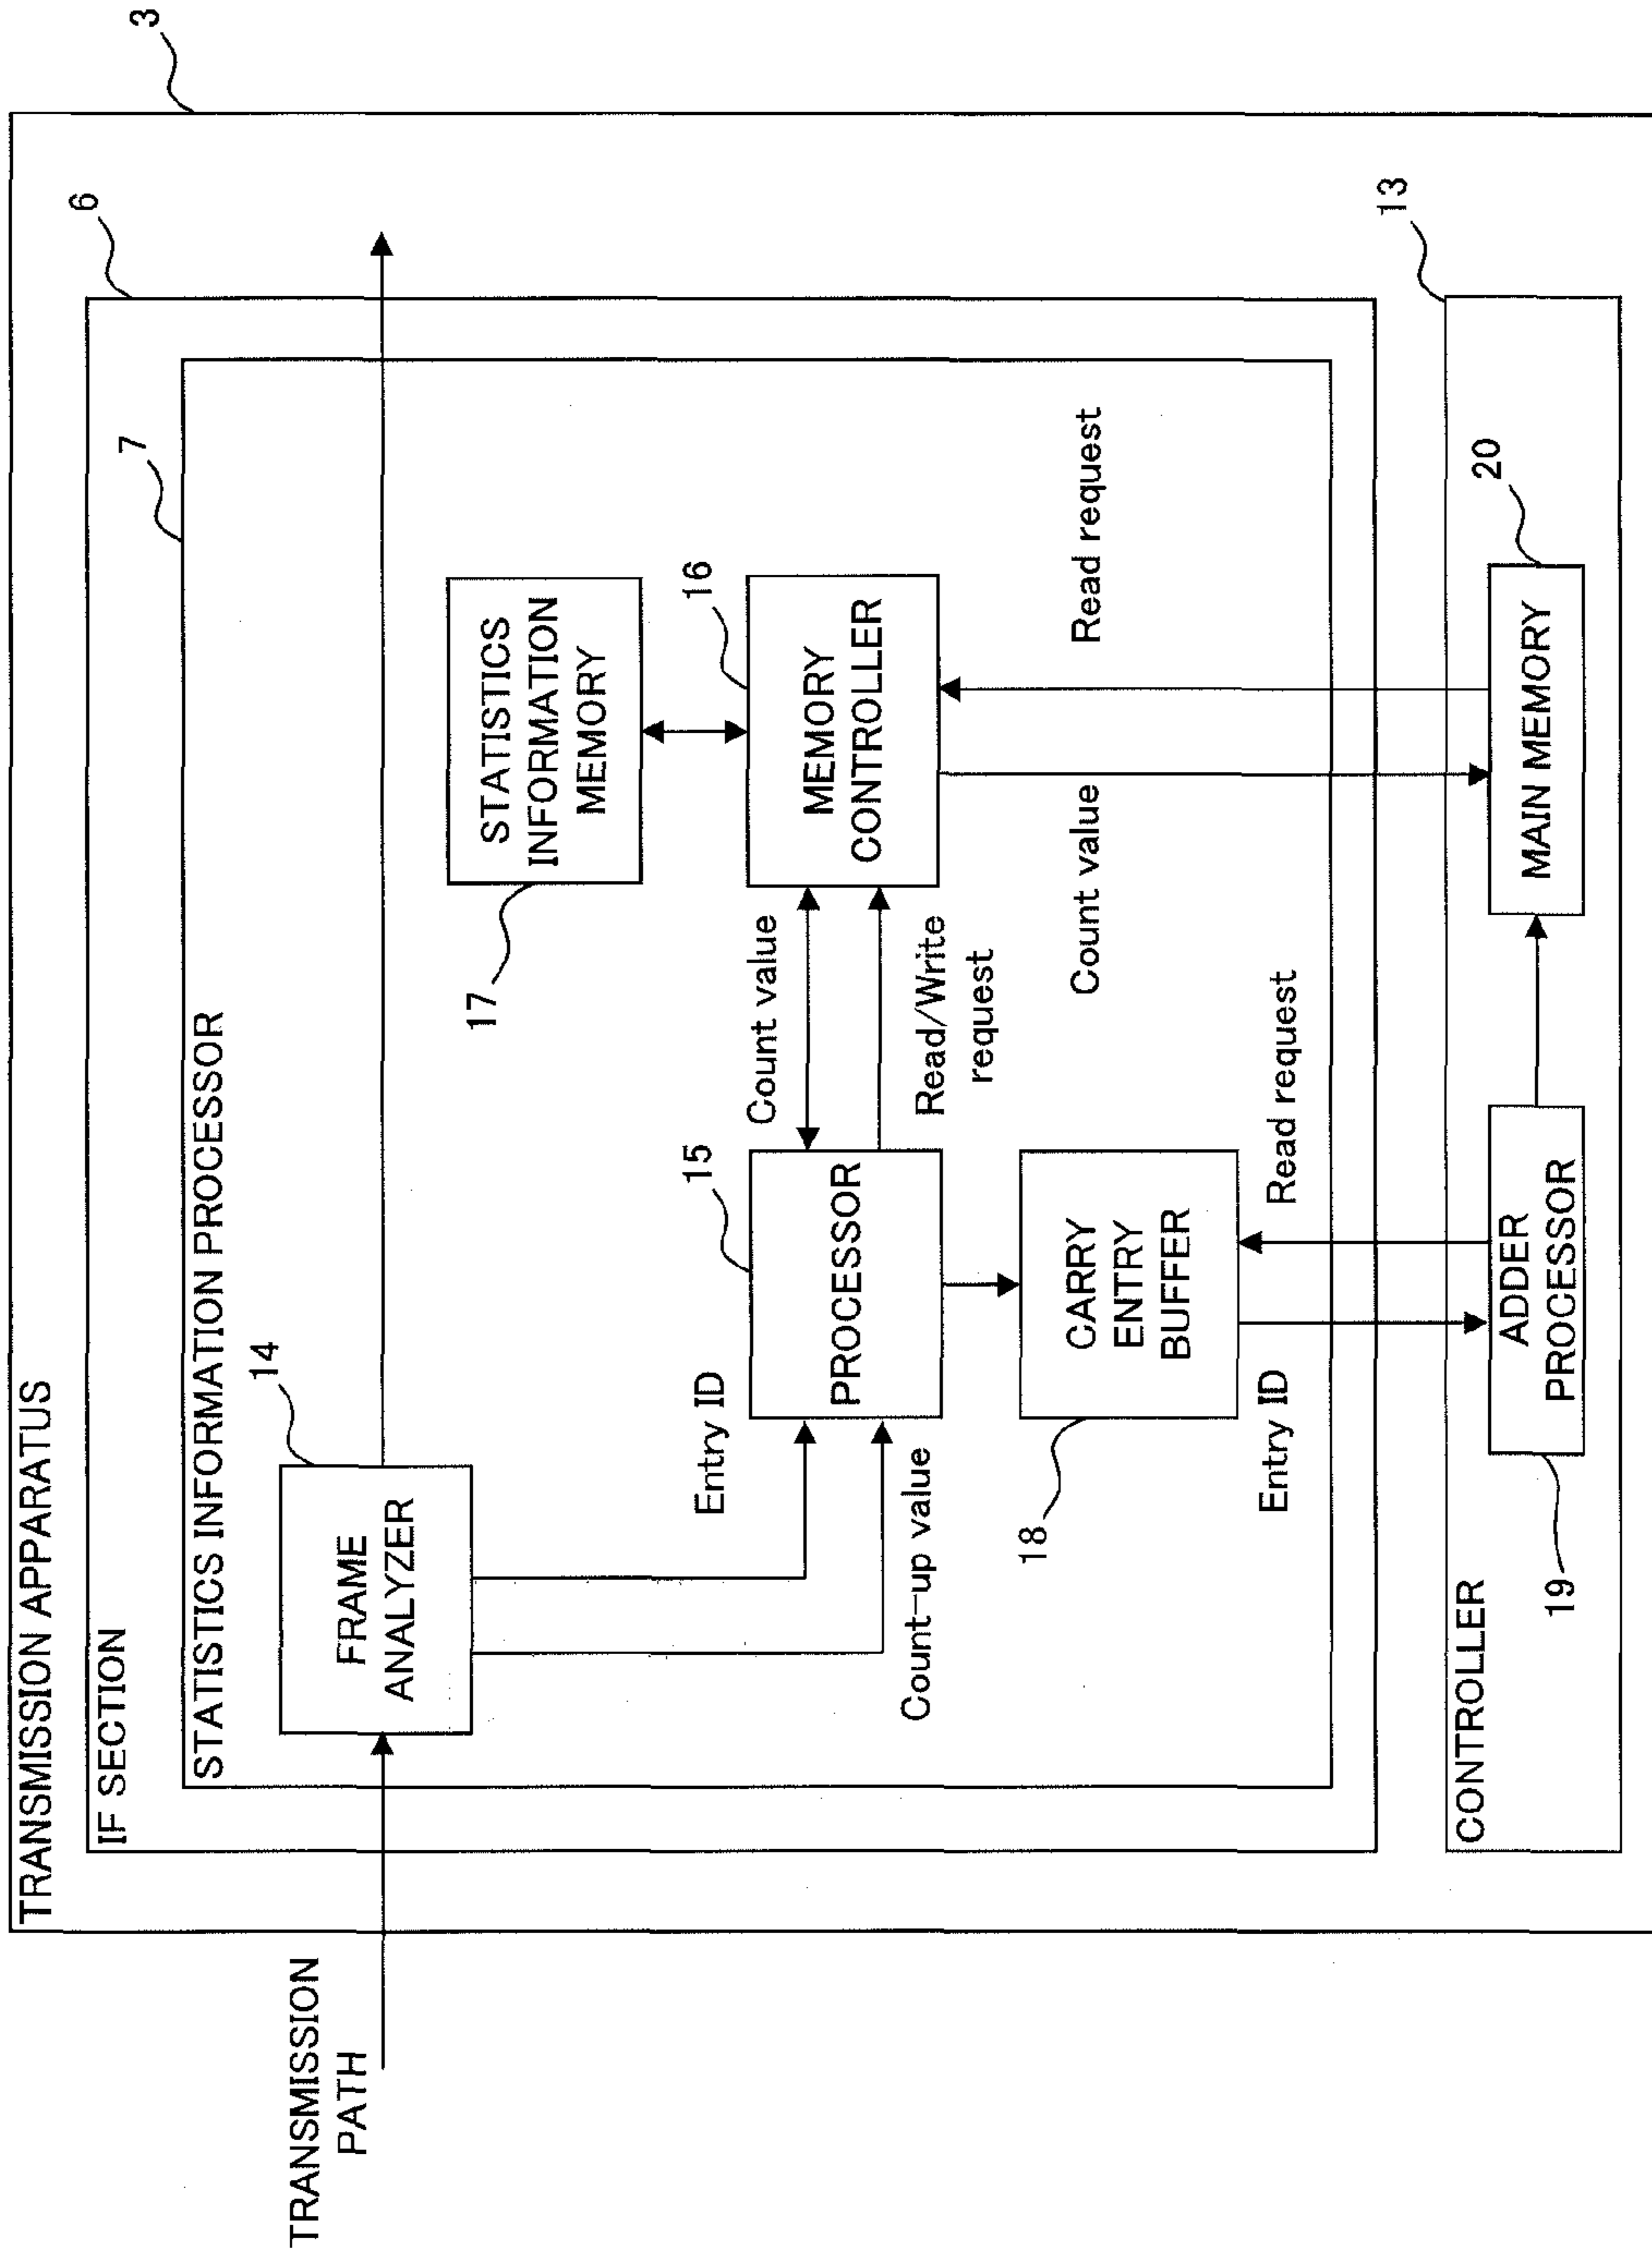 TRANSMISSION APPARATUS
3
IF SECTION
6
STATISTICS INFORMATION PROCESSOR
7
TRANSMISSION
PATH
FRAME
ANALYZER
14
STATISTICS
INFORMATION
MEMORY
17
Entry ID
Count-up value
PROCESSOR
15
Count value
Read/Write
request
MEMORY
CONTROLLER
16
CARRY
ENTRY
BUFFER
18
Entry ID
Read request
Count value
Read request
CONTROLLER
13
ADDER
PROCESSOR
19
MAIN MEMORY
20